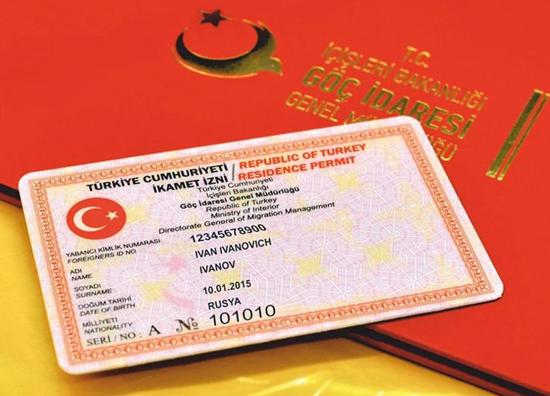 T.C.
İÇİŞLERİ BAKANLIĞI
GÖÇ İDARESİ
GENEL MÜDÜRLÜĞÜ
TÜRKİYE CUMHURİYETİ / REPUBLIC OF TURKEY
İKAMET İZNİ / RESIDENCE PERMIT
Türkiye Cumhuriyeti
İçişleri Bakanlığı
Göç İdaresi Genel Müdürlüğü
Republic of Turkey
Ministry of Interior
Directorate General of Migration Management
YABANCI KİMLİK NUMARASI 12345678900
FOREIGNERS ID NO
ADI IVAN IVANOVICH
NAME
SOYADI IVANOV
SURNAME
DOĞUM TARİHİ 10.01.2015
DATE OF BIRTH
MİLLİYETİ RUSYA
NATIONALITY
SERİ / NO. A № 101010